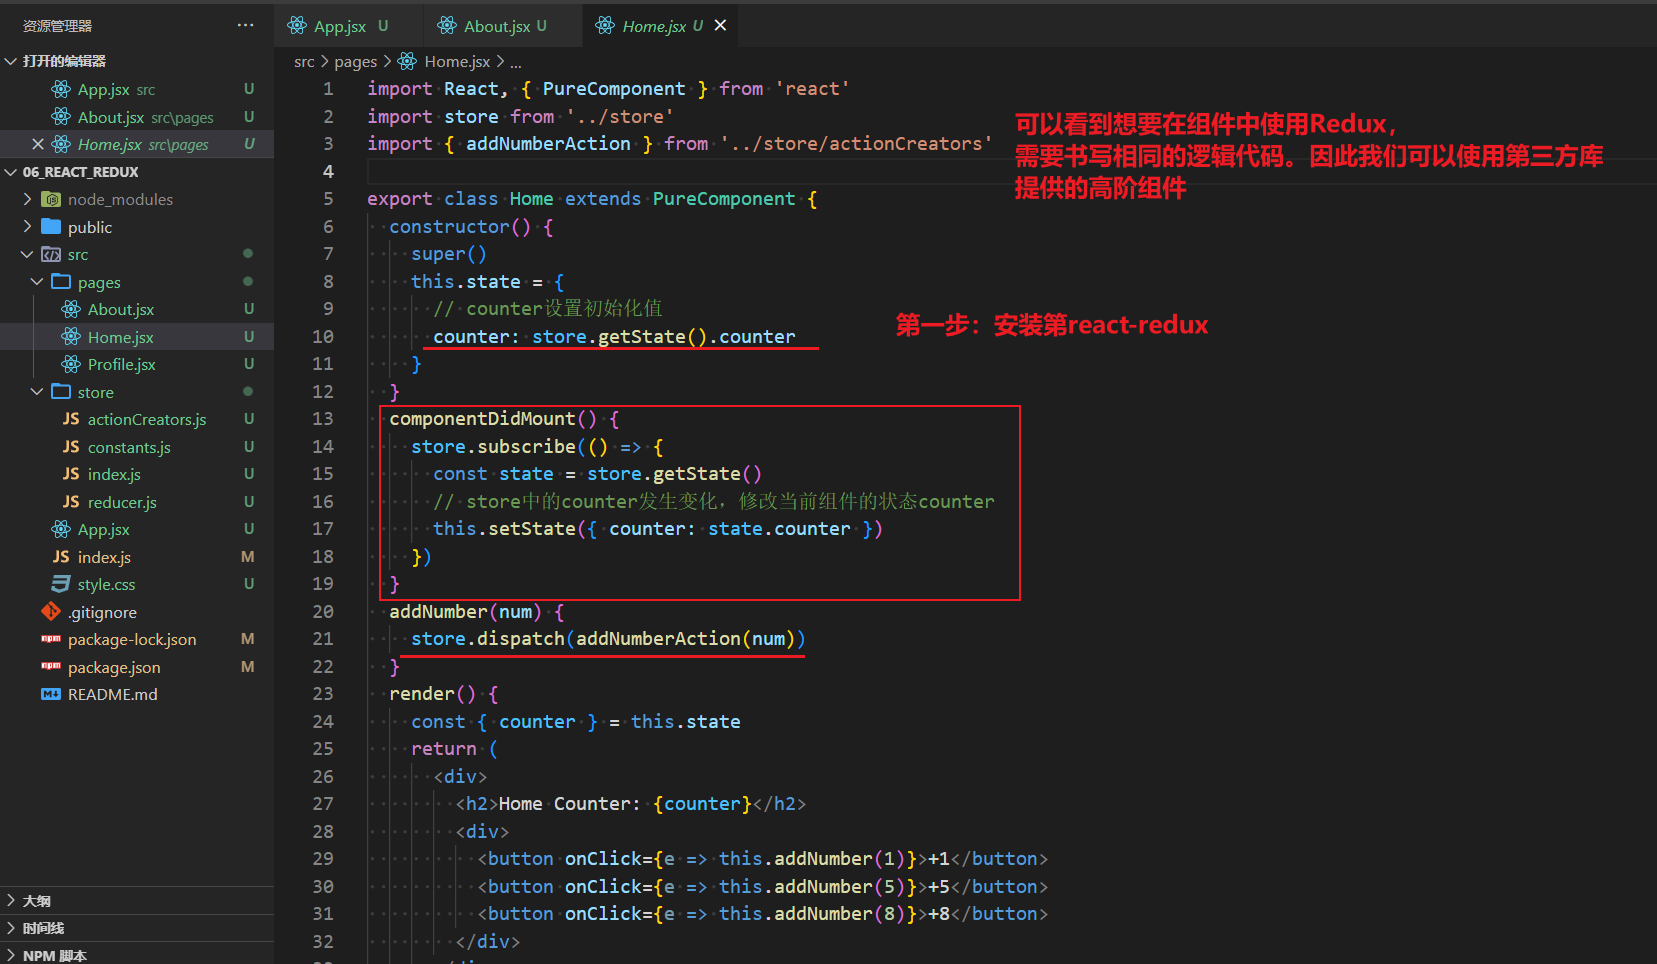 资源管理器
···
打开的编辑器
App.jsx src U
About.jsx src\pages U
Home.jsx src\pages U
06_REACT_REDUX
node_modules
public
src
pages
About.jsx U
Home.jsx U
Profile.jsx U
store
JS actionCreators.js U
JS constants.js U
JS index.js U
JS reducer.js U
App.jsx U
JS index.js M
style.css U
.gitignore
npm package-lock.json M
npm package.json M
README.md
大纲
时间线
NPM 脚本
App.jsx U About.jsx U Home.jsx U
src > pages > Home.jsx > ...
1 import React, { PureComponent } from 'react'
2 import store from '../store'
3 import { addNumberAction } from '../store/actionCreators'
4
5 export class Home extends PureComponent {
6 constructor() {
7 super()
8 this.state = {
9 // counter设置初始化值
10 counter: store.getState().counter
11 }
12 }
13 componentDidMount() {
14 store.subscribe(() => {
15 const state = store.getState()
16 // store中的counter发生变化，修改当前组件的状态counter
17 this.setState({ counter: state.counter })
18 })
19 }
20 addNumber(num) {
21 store.dispatch(addNumberAction(num))
22 }
23 render() {
24 const { counter } = this.state
25 return (
26 <div>
27 <h2>Home Counter: {counter}</h2>
28 <div>
29 <button onClick={e => this.addNumber(1)}>+1</button>
30 <button onClick={e => this.addNumber(5)}>+5</button>
31 <button onClick={e => this.addNumber(8)}>+8</button>
32 </div>
可以看到想要在组件中使用Redux，
需要书写相同的逻辑代码。因此我们可以使用第三方库
提供的高阶组件
第一步：安装第react-redux